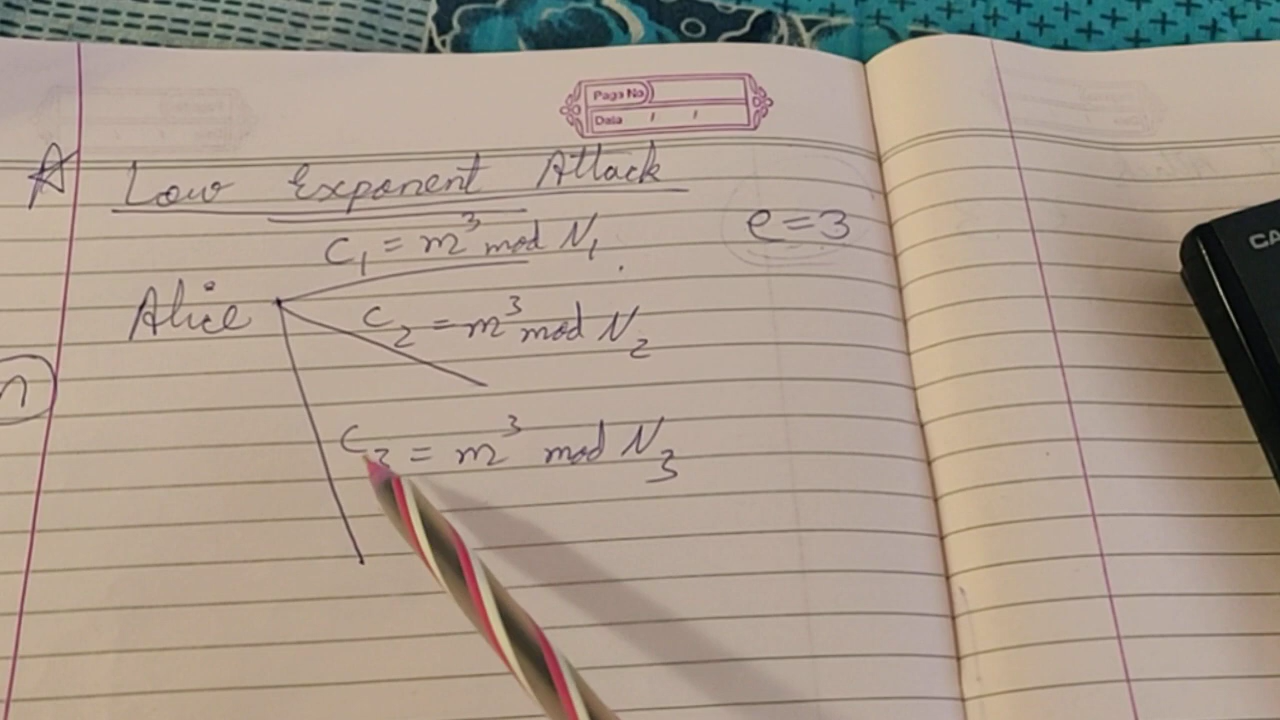 Page No
Date / /
☆ Low Exponent Attack
C₁ = m³ mod N₁
e = 3
Alice
C₂ = m³ mod N₂
n
C₃ = m³ mod N₃
CA